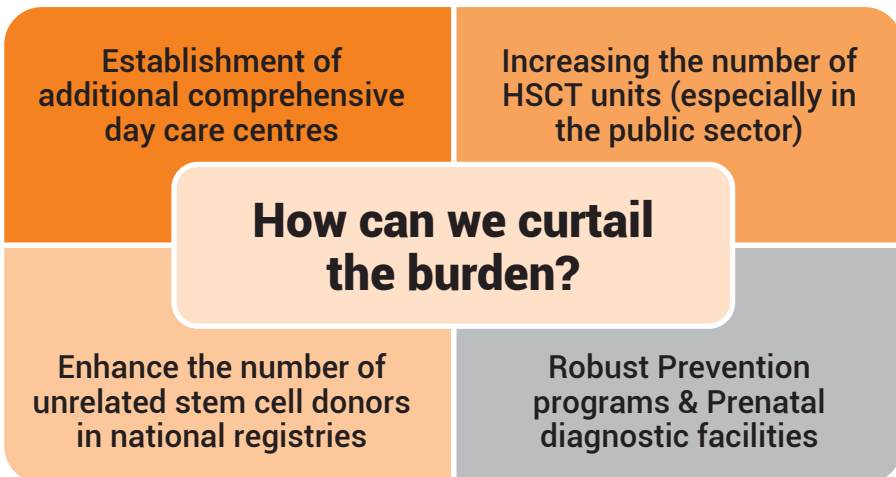 Establishment of
additional comprehensive
day care centres
Increasing the number of
HSCT units (especially in
the public sector)
How can we curtail
the burden?
Enhance the number of
unrelated stem cell donors
in national registries
Robust Prevention
programs & Prenatal
diagnostic facilities